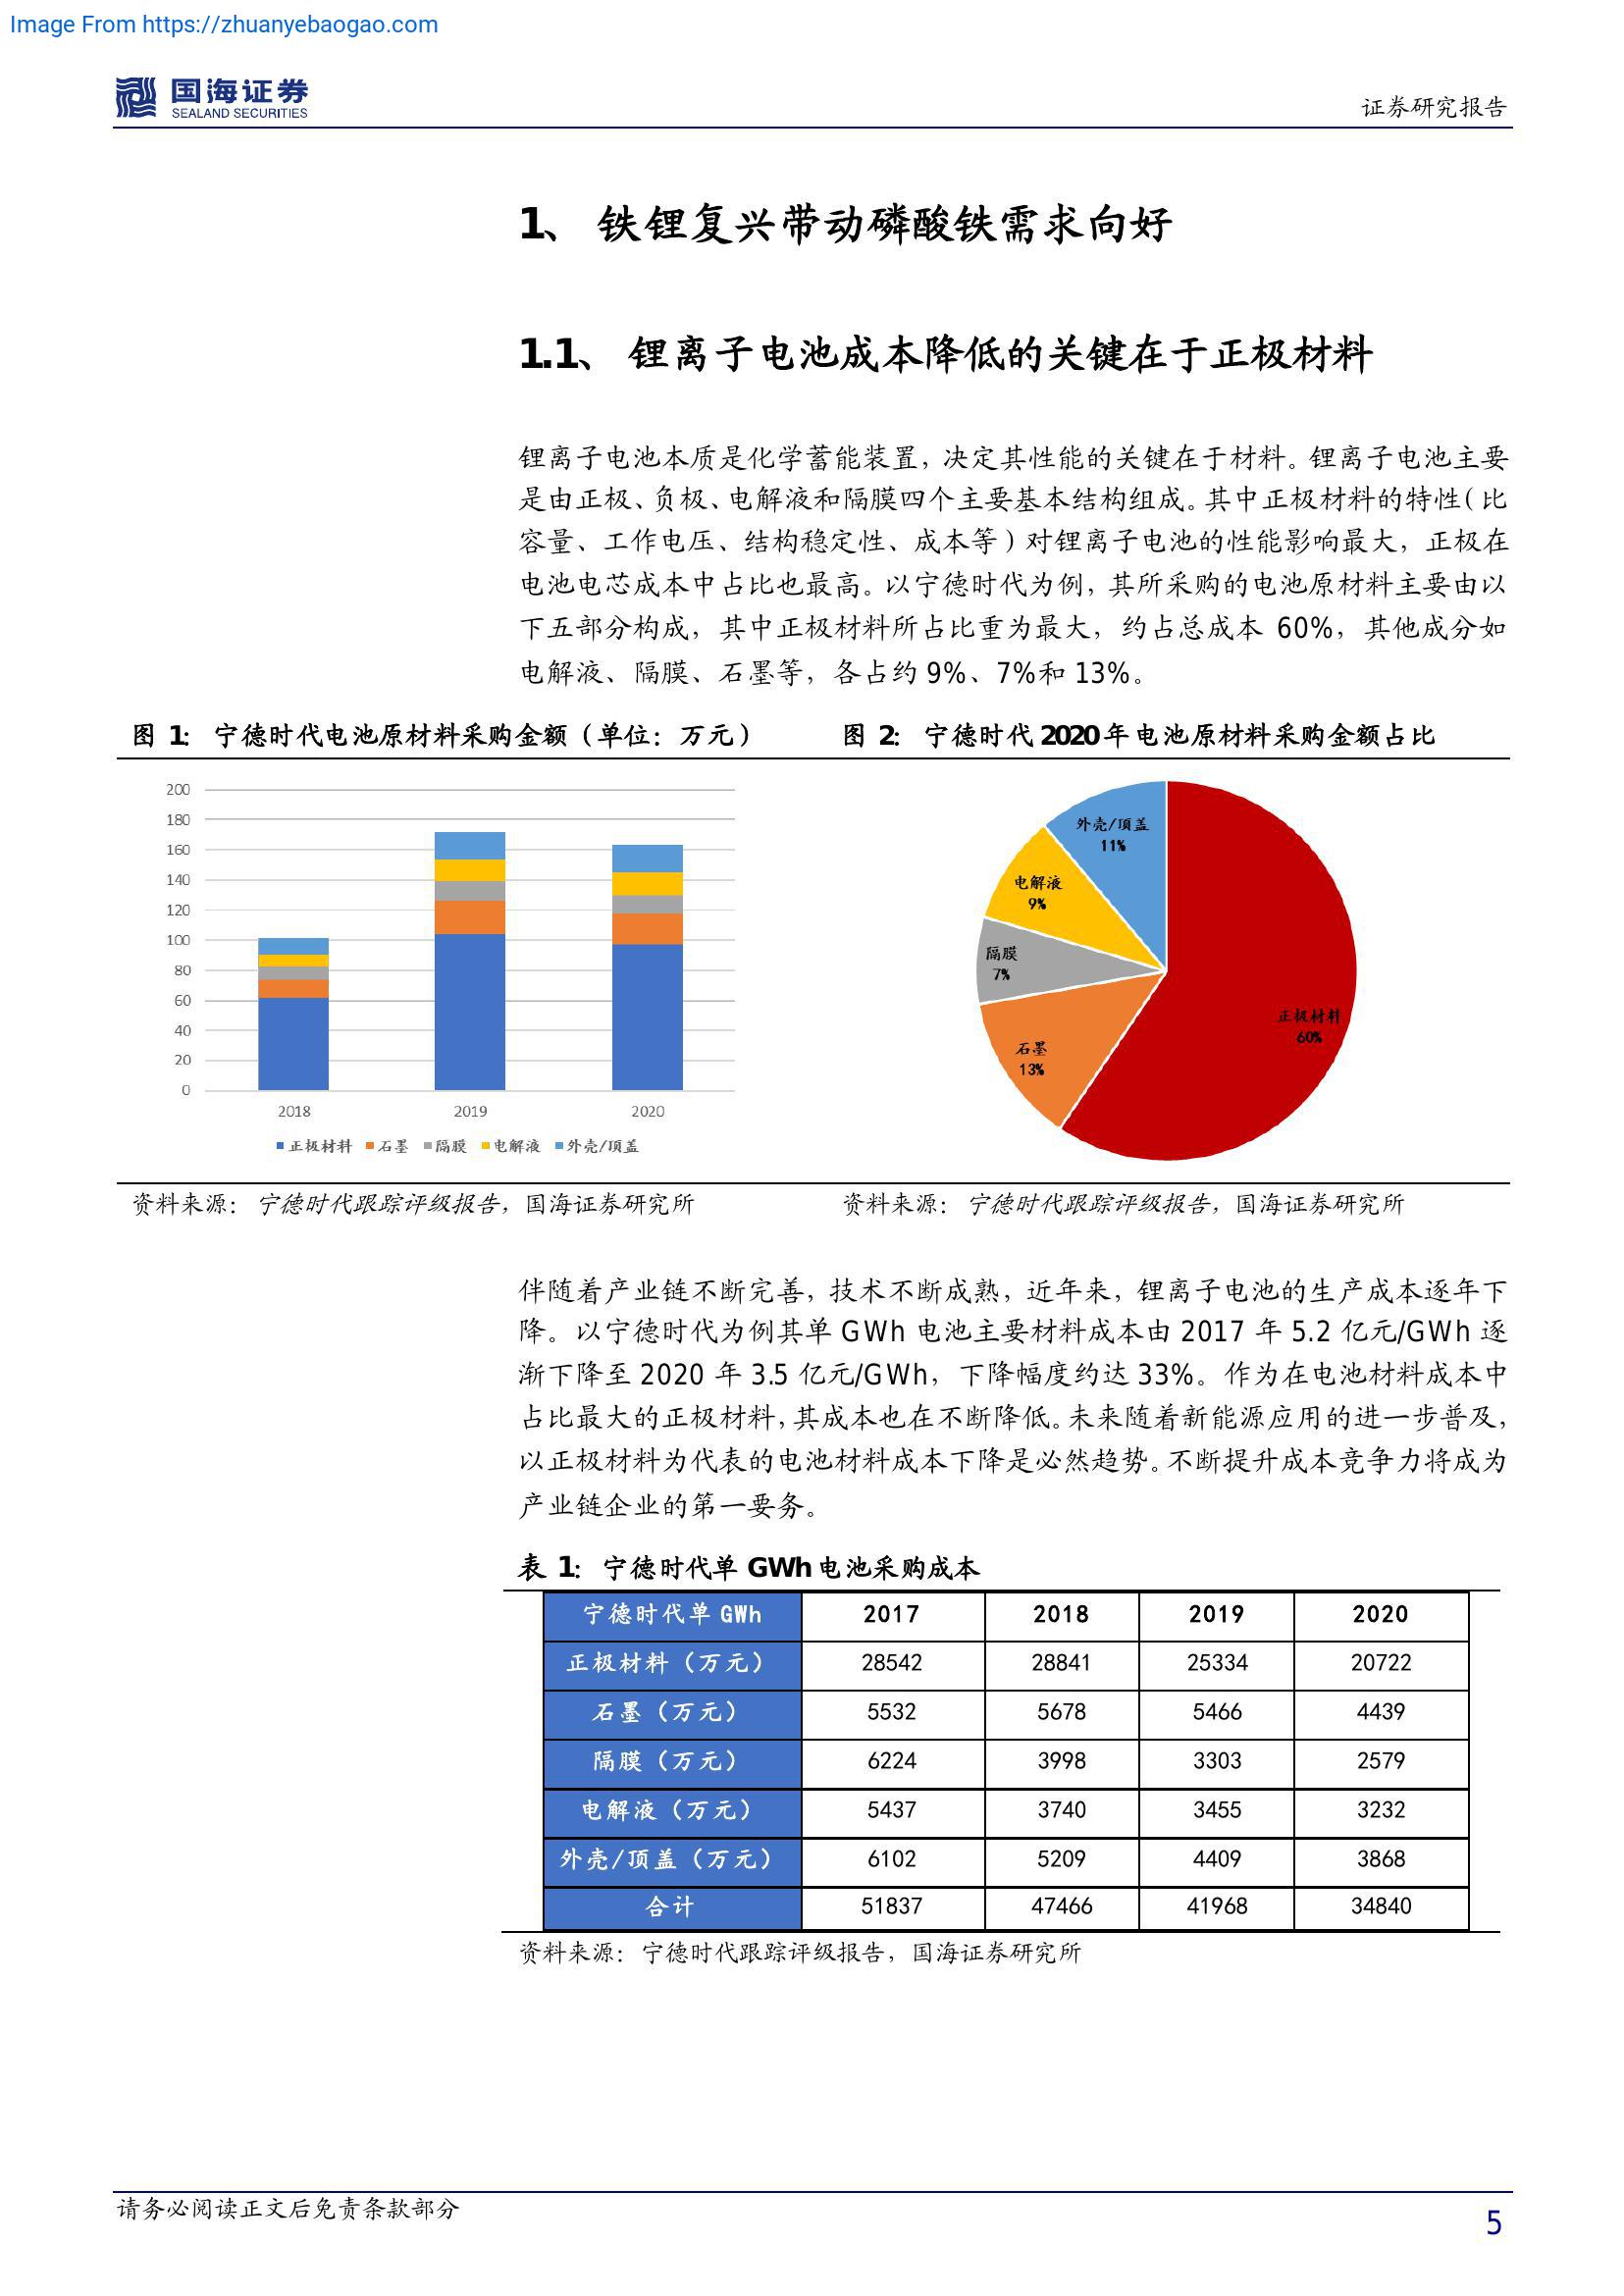 Image From https://zhuanyebaogao.com
国海证券
SEALAND SECURITIES
证券研究报告
1、 铁锂复兴带动磷酸铁需求向好
1.1、 锂离子电池成本降低的关键在于正极材料
锂离子电池本质是化学蓄能装置，决定其性能的关键在于材料。锂离子电池主要
是由正极、负极、电解液和隔膜四个主要基本结构组成。其中正极材料的特性（比
容量、工作电压、结构稳定性、成本等）对锂离子电池的性能影响最大，正极在
电池电芯成本中占比也最高。以宁德时代为例，其所采购的电池原材料主要由以
下五部分构成，其中正极材料所占比重为最大，约占总成本 60%，其他成分如
电解液、隔膜、石墨等，各占约 9%、7%和 13%。
图 1： 宁德时代电池原材料采购金额（单位：万元）
图 2： 宁德时代 2020 年电池原材料采购金额占比
200
180
160
140
120
100
80
60
40
20
0
2018 2019 2020
正极材料 石墨 隔膜 电解液 外壳/顶盖
外壳/顶盖
11%
电解液
9%
隔膜
7%
石墨
13%
正极材料
60%
资料来源： 宁德时代跟踪评级报告，国海证券研究所
资料来源： 宁德时代跟踪评级报告，国海证券研究所
伴随着产业链不断完善，技术不断成熟，近年来，锂离子电池的生产成本逐年下
降。以宁德时代为例其单 GWh 电池主要材料成本由 2017 年 5.2 亿元/GWh 逐
渐下降至 2020 年 3.5 亿元/GWh，下降幅度约达 33%。作为在电池材料成本中
占比最大的正极材料，其成本也在不断降低。未来随着新能源应用的进一步普及，
以正极材料为代表的电池材料成本下降是必然趋势。不断提升成本竞争力将成为
产业链企业的第一要务。
表 1： 宁德时代单 GWh 电池采购成本
宁德时代单 GWh 2017 2018 2019 2020
正极材料（万元） 28542 28841 25334 20722
石墨（万元） 5532 5678 5466 4439
隔膜（万元） 6224 3998 3303 2579
电解液（万元） 5437 3740 3455 3232
外壳/顶盖（万元） 6102 5209 4409 3868
合计 51837 47466 41968 34840
资料来源：宁德时代跟踪评级报告，国海证券研究所
请务必阅读正文后免责条款部分
5